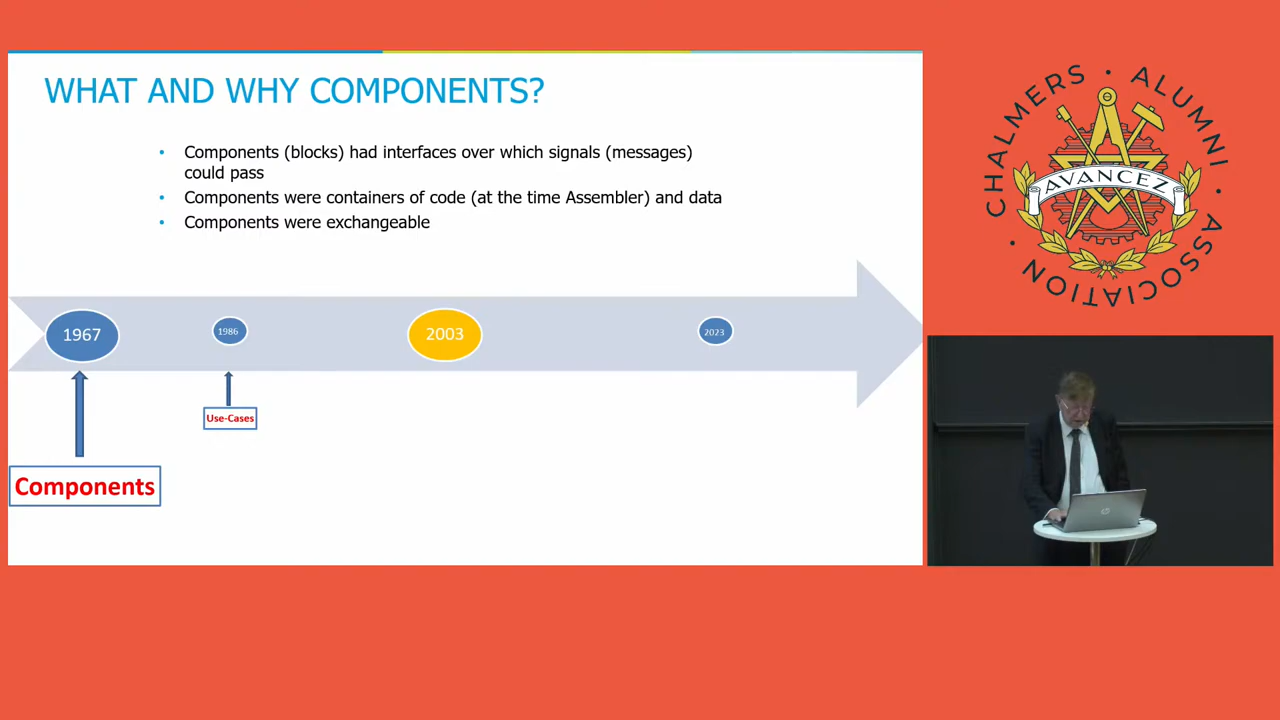 WHAT AND WHY COMPONENTS?
• Components (blocks) had interfaces over which signals (messages)
could pass
• Components were containers of code (at the time Assembler) and data
• Components were exchangeable
1967
1986
2003
2023
Use-Cases
Components
CHALMERS • ALUMNI • ASSOCIATION •
AVANCEZ